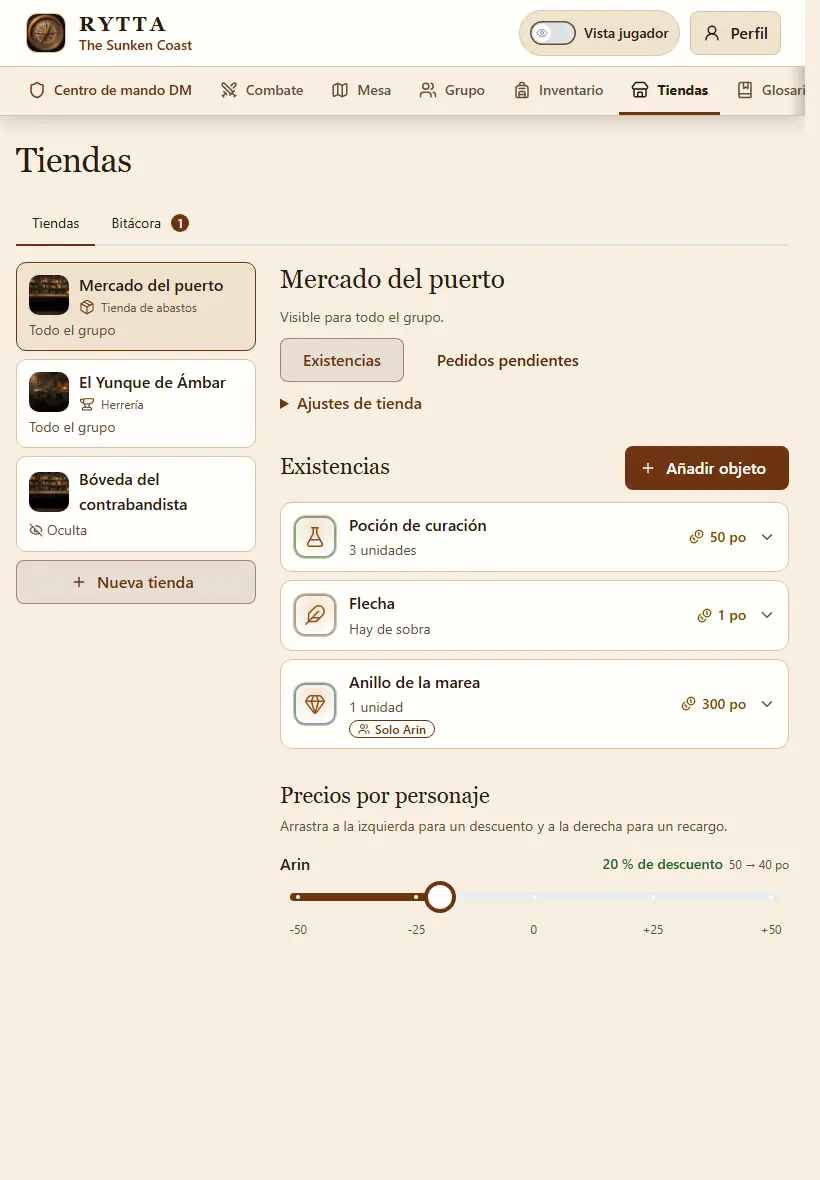 RYTTA
The Sunken Coast
Vista jugador
Perfil
Centro de mando DM
Combate
Mesa
Grupo
Inventario
Tiendas
Glosari
Tiendas
Tiendas
Bitácora 1
Mercado del puerto
Tienda de abastos
Todo el grupo
El Yunque de Ámbar
Herrería
Todo el grupo
Bóveda del
contrabandista
Oculta
+ Nueva tienda
Mercado del puerto
Visible para todo el grupo.
Existencias
Pedidos pendientes
Ajustes de tienda
Existencias
+ Añadir objeto
Poción de curación
3 unidades
50 po
Flecha
Hay de sobra
1 po
Anillo de la marea
1 unidad
Solo Arin
300 po
Precios por personaje
Arrastra a la izquierda para un descuento y a la derecha para un recargo.
Arin
20 % de descuento 50 → 40 po
-50
-25
0
+25
+50